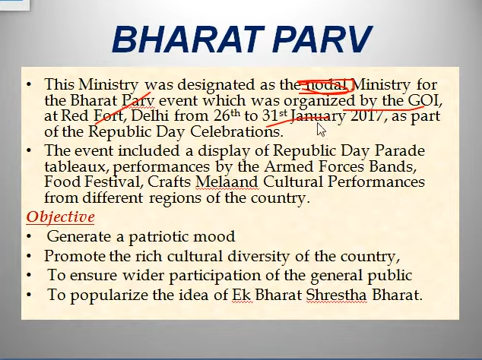 BHARAT PARV
• This Ministry was designated as the nodal Ministry for
the Bharat Parv event which was organized by the GOI,
at Red Fort, Delhi from 26th to 31st January 2017, as part
of the Republic Day Celebrations.
• The event included a display of Republic Day Parade
tableaux, performances by the Armed Forces Bands,
Food Festival, Crafts Melaand Cultural Performances
from different regions of the country.
Objective
• Generate a patriotic mood
• Promote the rich cultural diversity of the country,
• To ensure wider participation of the general public
• To popularize the idea of Ek Bharat Shrestha Bharat.